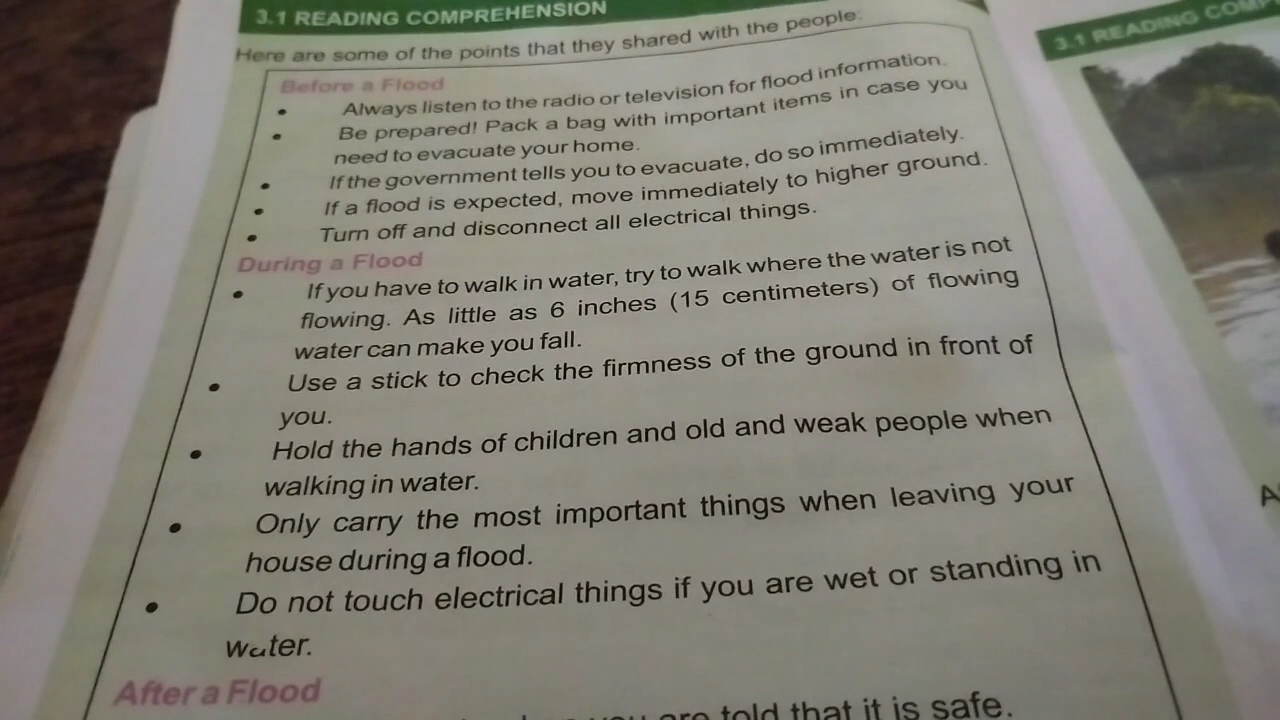 3.1 READING COMPREHENSION
Here are some of the points that they shared with the people:
Before a Flood
• Always listen to the radio or television for flood information.
• Be prepared! Pack a bag with important items in case you
need to evacuate your home.
• If the government tells you to evacuate, do so immediately.
• If a flood is expected, move immediately to higher ground.
• Turn off and disconnect all electrical things.
During a Flood
• If you have to walk in water, try to walk where the water is not
flowing. As little as 6 inches (15 centimeters) of flowing
water can make you fall.
• Use a stick to check the firmness of the ground in front of
you.
• Hold the hands of children and old and weak people when
walking in water.
• Only carry the most important things when leaving your
house during a flood.
• Do not touch electrical things if you are wet or standing in
water.
After a Flood
you are told that it is safe.
3.1 READING